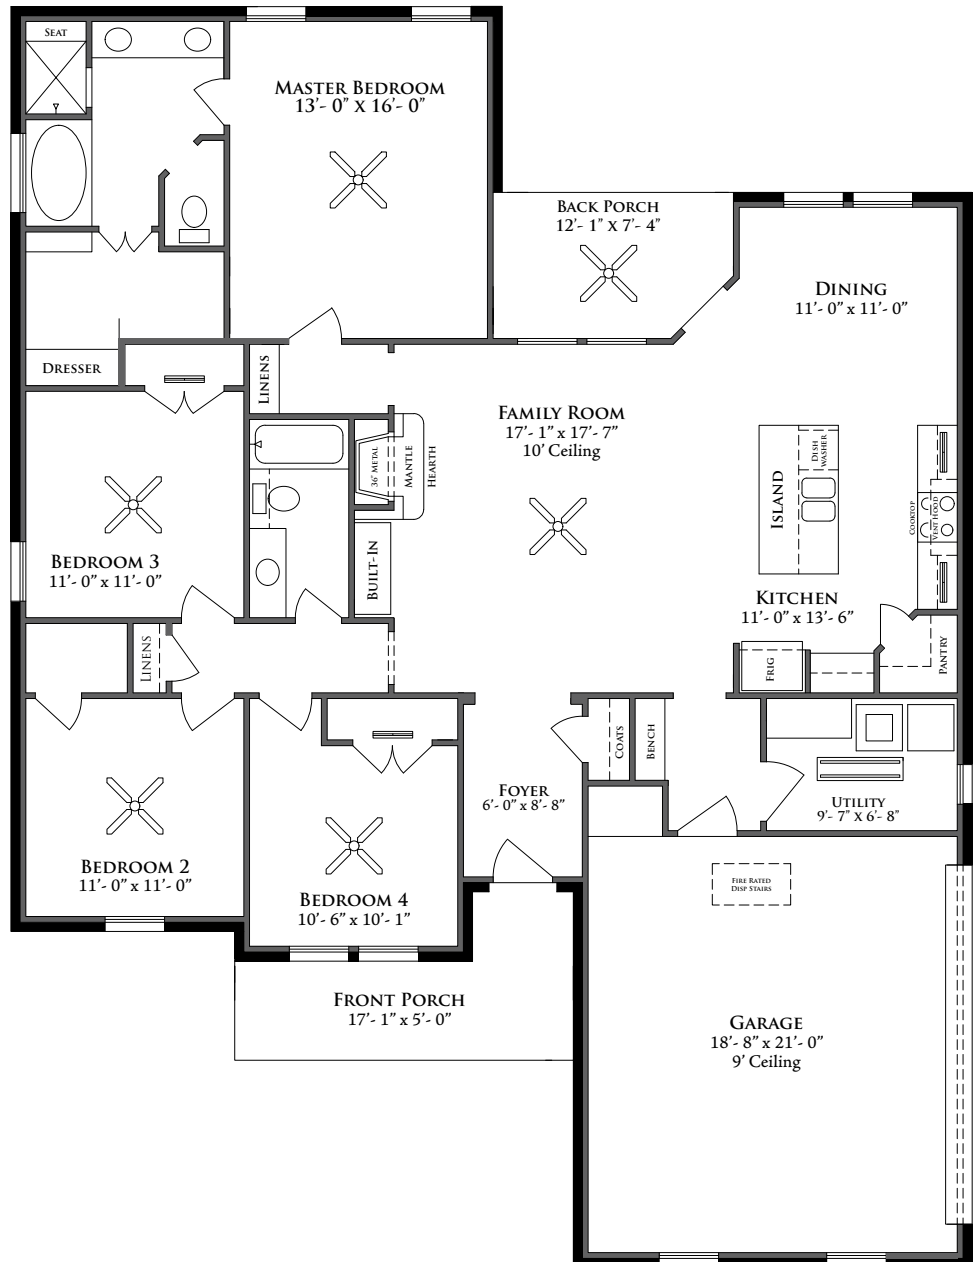 Seat
Master Bedroom
13'- 0" x 16'- 0"
Back Porch
12'- 1" x 7'- 4"
Dining
11'- 0" x 11'- 0"
Dresser
Linens
Family Room
17'- 1" x 17'- 7"
10' Ceiling
36" Metal
Mantle
Hearth
Island
Dish
washer
Cooktop
Vent Hood
Bedroom 3
11'- 0" x 11'- 0"
Built-In
Kitchen
11'- 0" x 13'- 6"
Linens
Frig
Pantry
Coats
Bench
Foyer
6'- 0" x 8'- 8"
Utility
9'- 7" x 6'- 8"
Bedroom 2
11'- 0" x 11'- 0"
Bedroom 4
10'- 6" x 10'- 1"
Fire Rated
Disp Stairs
Front Porch
17'- 1" x 5'- 0"
Garage
18'- 8" x 21'- 0"
9' Ceiling